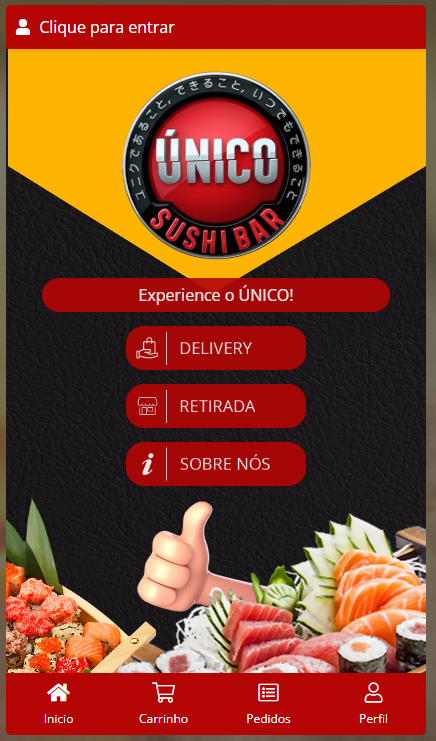 Clique para entrar
ユニクであること, できること, いつでもできること
ÚNICO
SUSHI BAR
Experience o ÚNICO!
DELIVERY
RETIRADA
SOBRE NÓS
Inicio
Carrinho
Pedidos
Perfil